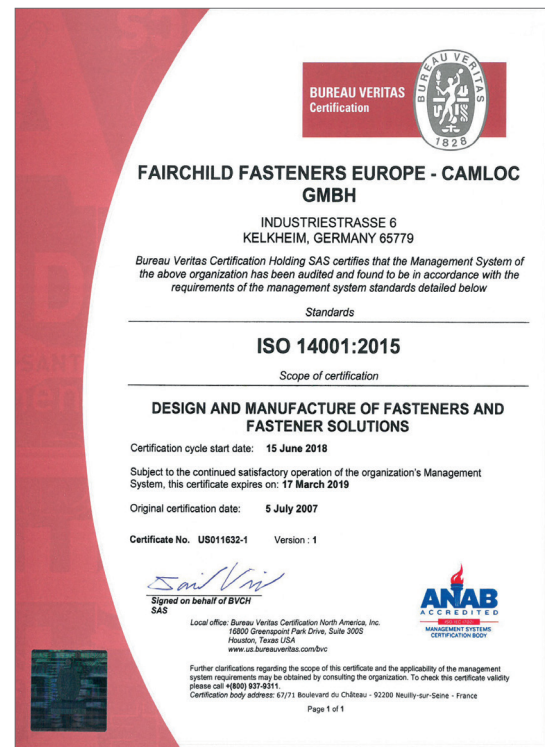 BUREAU VERITAS
Certification
BUREAU VERITAS
1828
FAIRCHILD FASTENERS EUROPE - CAMLOC
GMBH
INDUSTRIESTRASSE 6
KELKHEIM, GERMANY 65779
Bureau Veritas Certification Holding SAS certifies that the Management System of
the above organization has been audited and found to be in accordance with the
requirements of the management system standards detailed below
Standards
ISO 14001:2015
Scope of certification
DESIGN AND MANUFACTURE OF FASTENERS AND
FASTENER SOLUTIONS
Certification cycle start date: 15 June 2018
Subject to the continued satisfactory operation of the organization's Management
System, this certificate expires on: 17 March 2019
Original certification date: 5 July 2007
Certificate No. US011632-1 Version : 1
Signed on behalf of BVCH
SAS
ANAB
ACCREDITED
MANAGEMENT SYSTEMS
CERTIFICATION BODY
Local office: Bureau Veritas Certification North America, Inc.
16800 Greenspoint Park Drive, Suite 300S
Houston, Texas USA
www.us.bureauveritas.com/bvc
Further clarifications regarding the scope of this certificate and the applicability of the management
system requirements may be obtained by consulting the organization. To check this certificate validity
please call +(800) 937-9311.
Certification body address: 67/71 Boulevard du Château - 92200 Neuilly-sur-Seine - France
Page 1 of 1